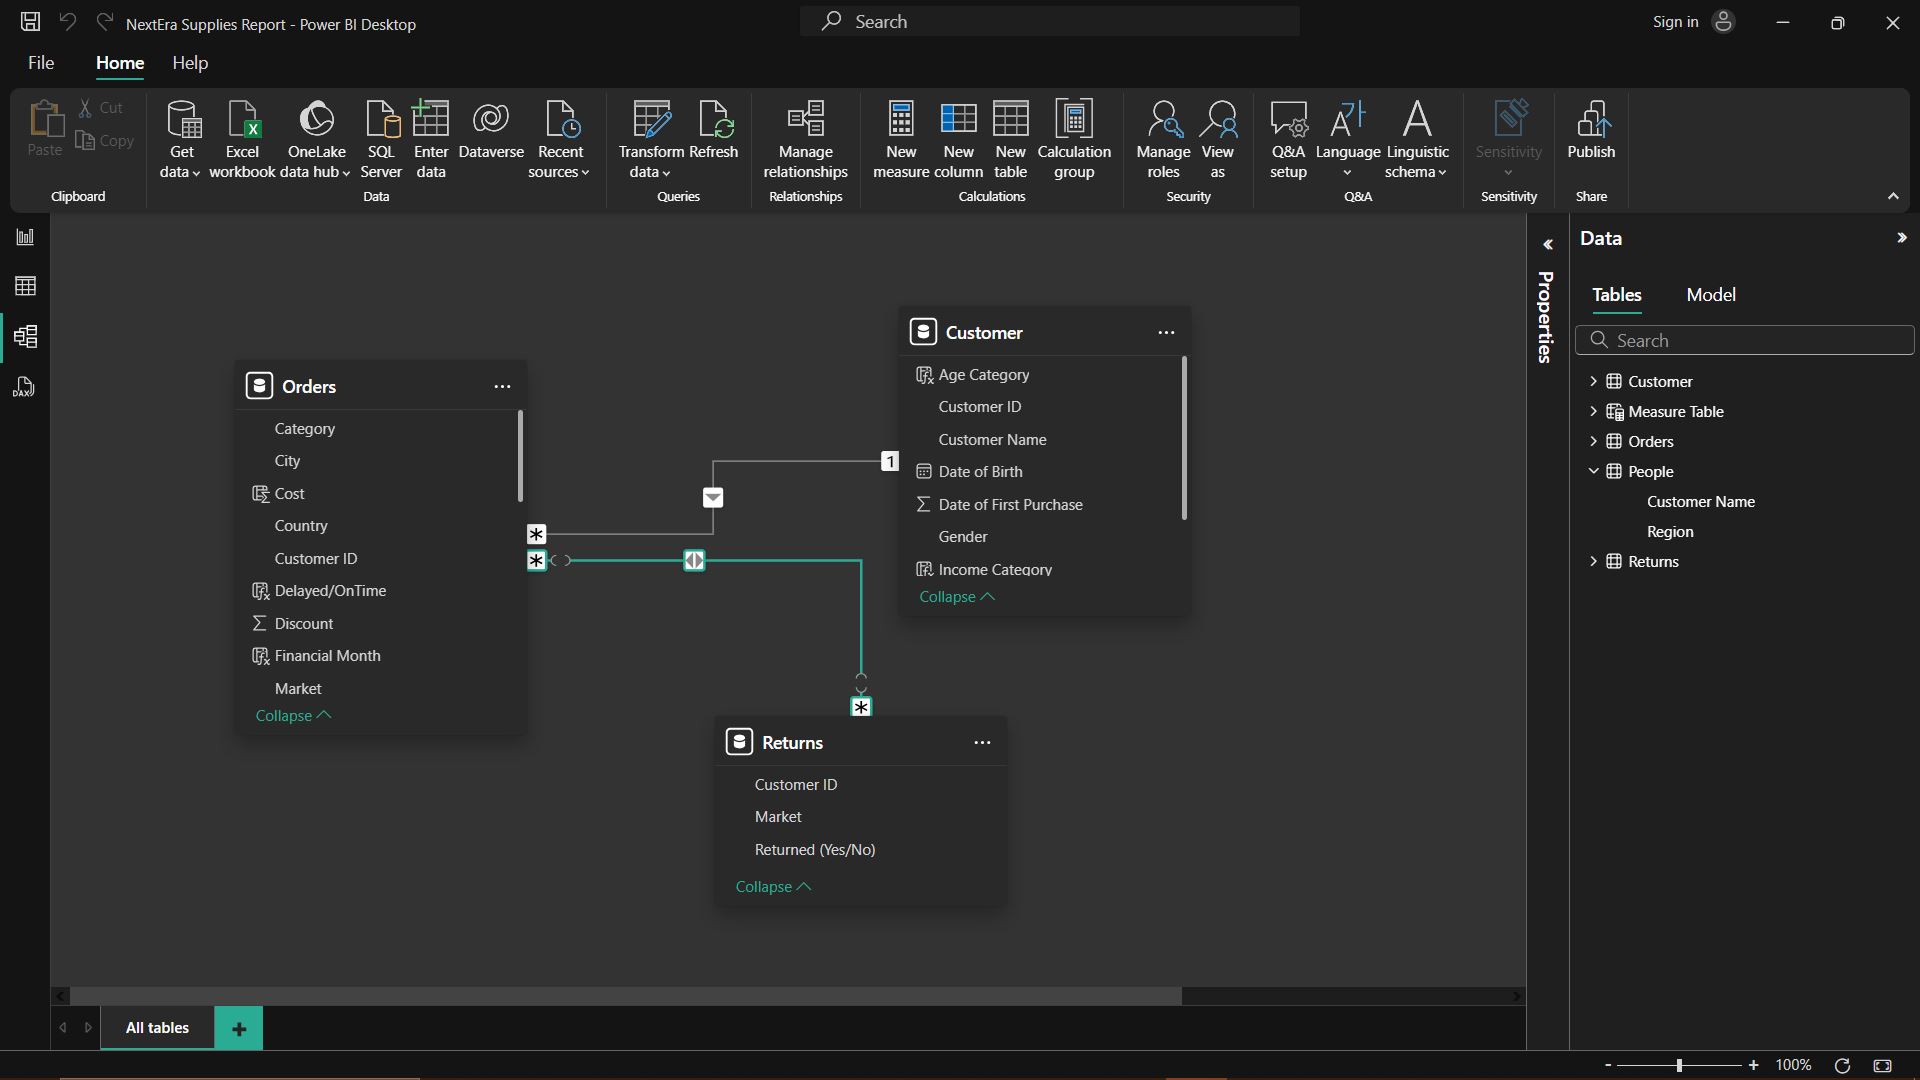 NextEra Supplies Report - Power BI Desktop
Search
Sign in
File
Home
Help
Paste
Cut
Copy
Clipboard
Get data
Excel workbook
OneLake data hub
SQL Server
Enter data
Dataverse
Recent sources
Data
Transform data
Refresh
Queries
Manage relationships
Relationships
New measure
New column
New table
Calculation group
Calculations
Manage roles
View as
Security
Q&A setup
Language
Linguistic schema
Q&A
Sensitivity
Sensitivity
Publish
Share
DAX
Orders
Category
City
Cost
Country
Customer ID
Delayed/OnTime
Discount
Financial Month
Market
Collapse
*
1
*
*
Customer
Age Category
Customer ID
Customer Name
Date of Birth
Date of First Purchase
Gender
Income Category
Collapse
Returns
Customer ID
Market
Returned (Yes/No)
Collapse
Properties
Data
Tables
Model
Search
Customer
Measure Table
Orders
People
Customer Name
Region
Returns
All tables
+
- + 100%